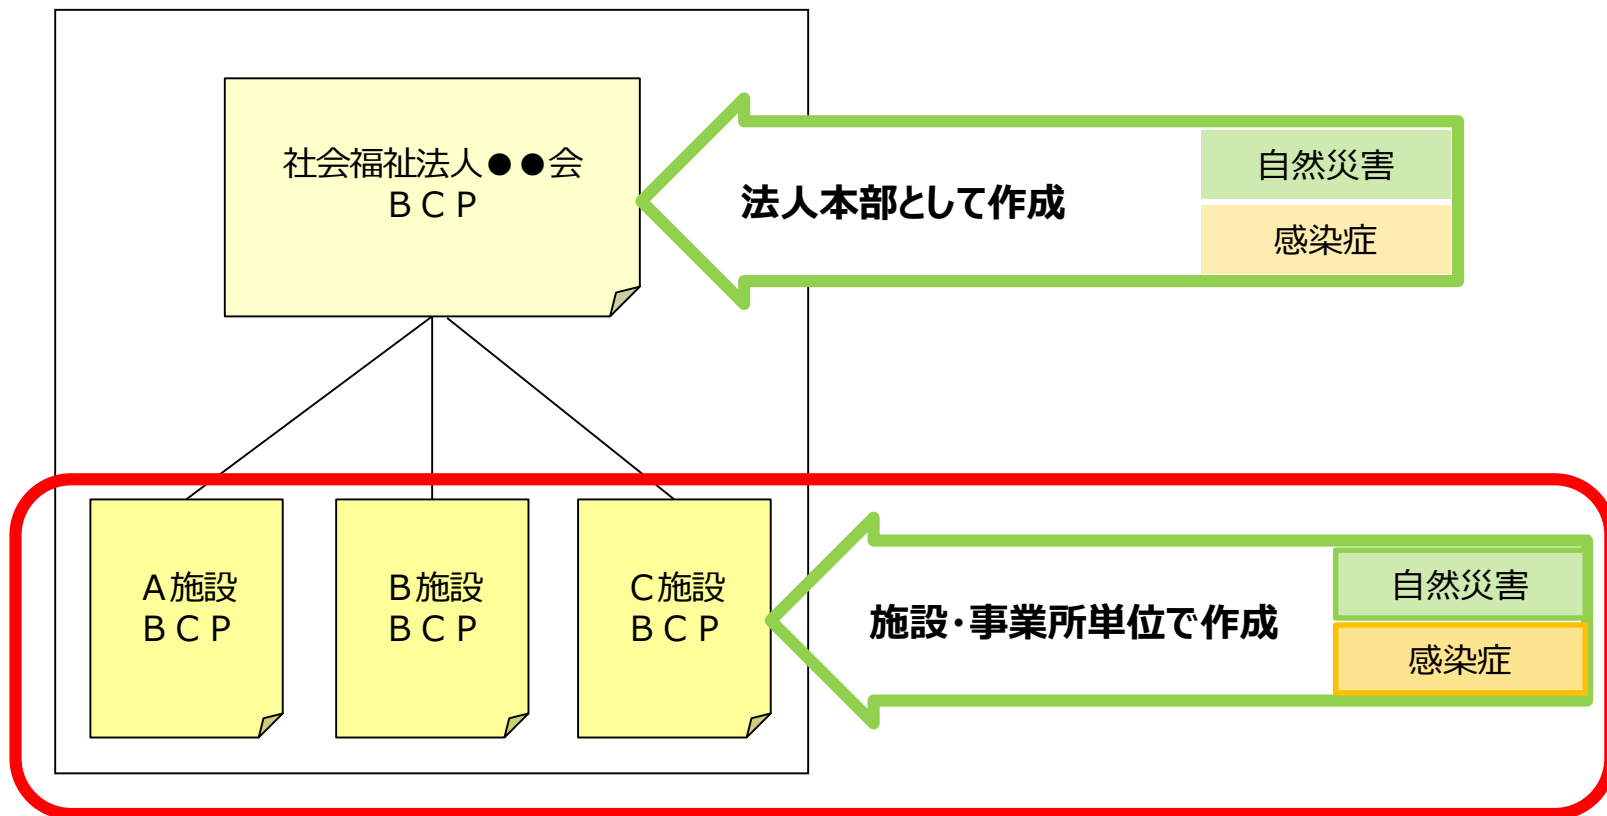 社会福祉法人●●会
ＢＣＰ
法人本部として作成
自然災害
感染症
Ａ施設
ＢＣＰ
Ｂ施設
ＢＣＰ
Ｃ施設
ＢＣＰ
施設・事業所単位で作成
自然災害
感染症